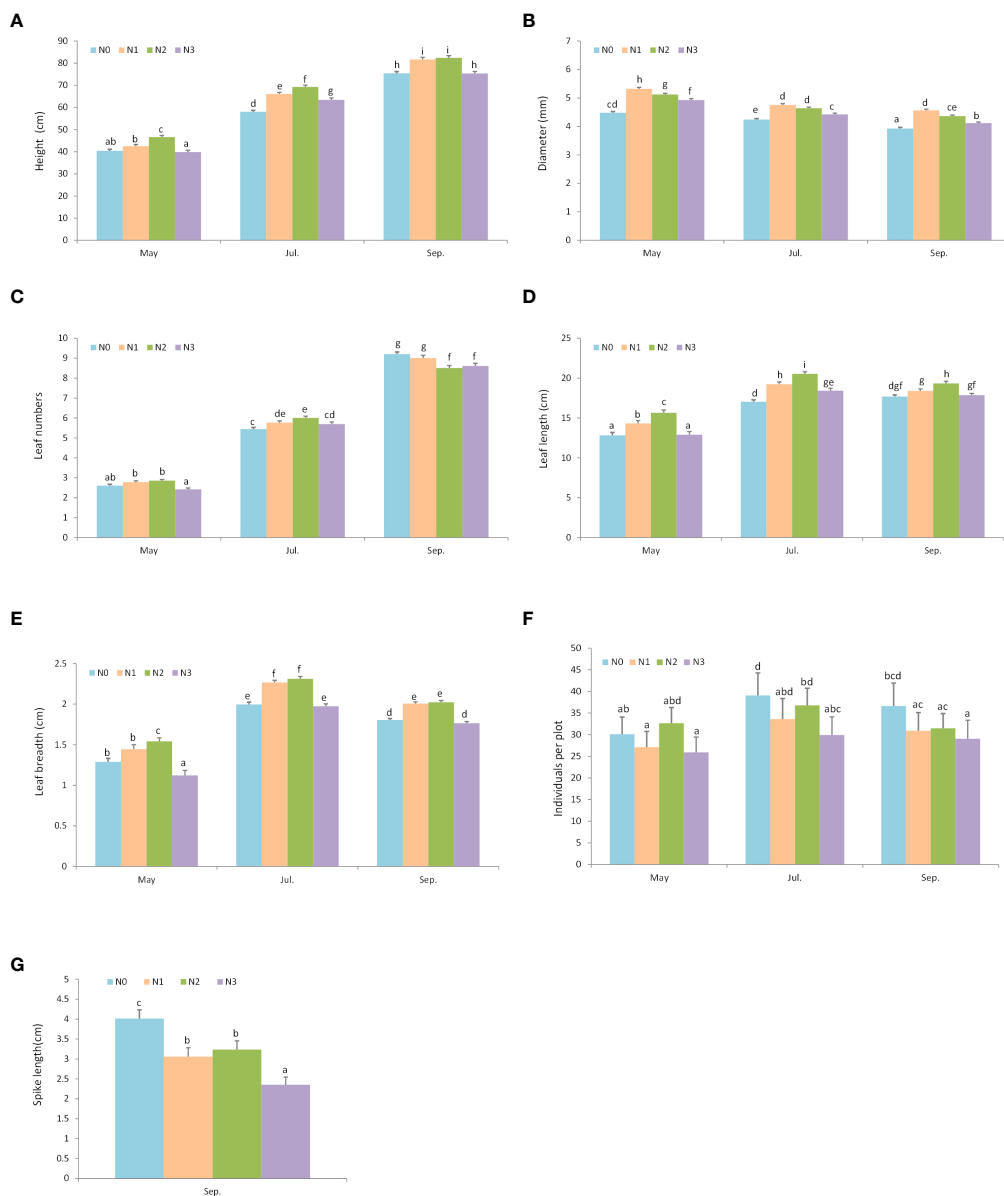 A
N0 N1 N2 N3
Height (cm)
90
80
70
60
50
40
30
20
10
0
ab b c a
d e f g
h i i h
May Jul. Sep.
B
N0 N1 N2 N3
Diameter (mm)
7
6
5
4
3
2
1
0
cd h g f
e d d c
a d ce b
May Jul. Sep.
C
N0 N1 N2 N3
Leaf numbers
10
9
8
7
6
5
4
3
2
1
0
ab b b a
c de e cd
g g f f
May Jul. Sep.
D
N0 N1 N2 N3
Leaf length (cm)
25
20
15
10
5
0
a b c a
d h i ge
dgf g h gf
May Jul. Sep.
E
N0 N1 N2 N3
Leaf breadth (cm)
2.5
2
1.5
1
0.5
0
b b c a
e f f e
d e e d
May Jul. Sep.
F
N0 N1 N2 N3
Individuals per plot
50
45
40
35
30
25
20
15
10
5
0
ab a abd a
d abd bd abc
bcd ac ac a
May Jul. Sep.
G
N0 N1 N2 N3
Spike length(cm)
5
4.5
4
3.5
3
2.5
2
1.5
1
0.5
0
c b b a
Sep.